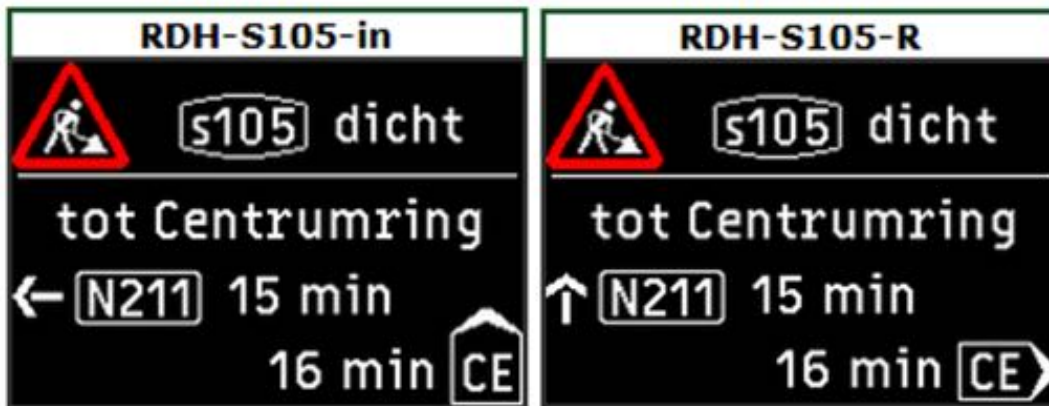 RDH-S105-in
s105 dicht
tot Centrumring
N211 15 min
16 min CE
RDH-S105-R
s105 dicht
tot Centrumring
N211 15 min
16 min CE